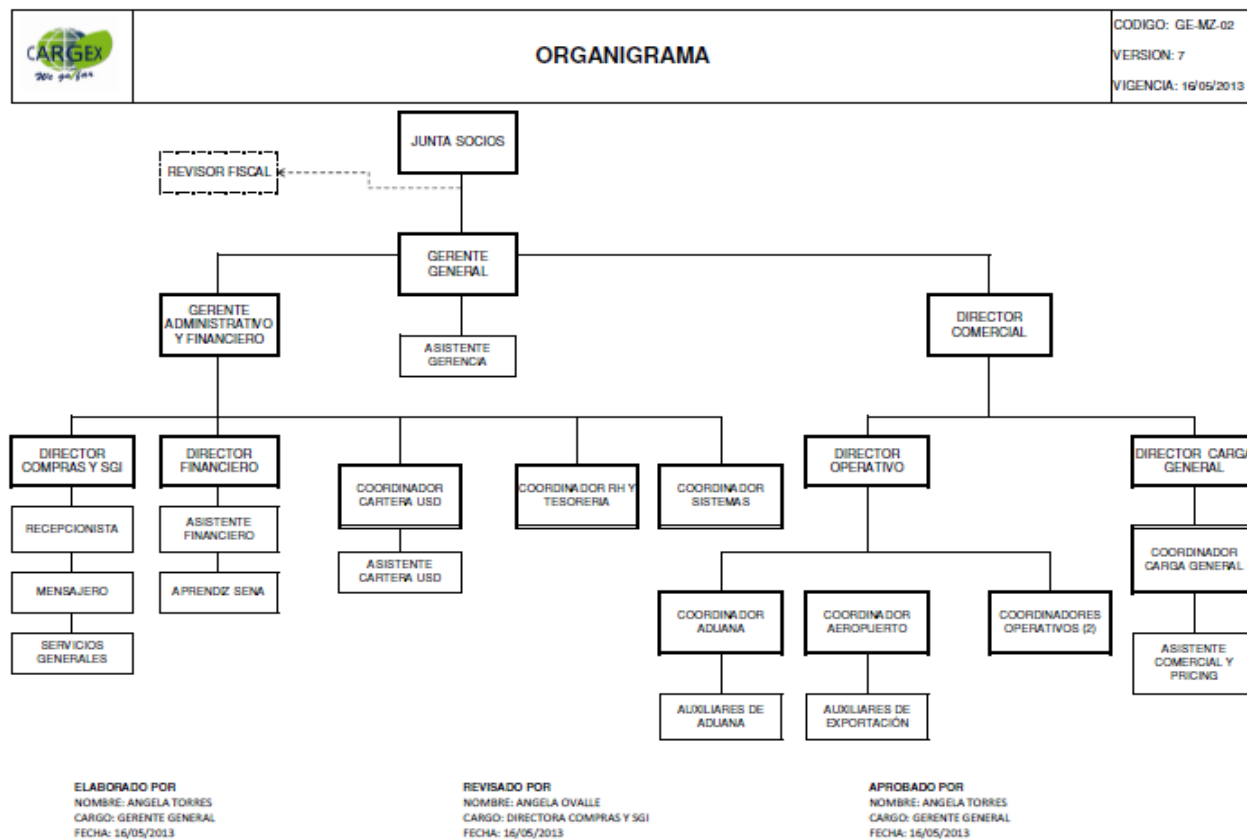 CARGEX
We go far
ORGANIGRAMA
CODIGO: GE-MZ-02
VERSION: 7
VIGENCIA: 16/05/2013
JUNTA SOCIOS
REVISOR FISCAL
GERENTE
GENERAL
GERENTE
ADMINISTRATIVO
Y FINANCIERO
ASISTENTE
GERENCIA
DIRECTOR
COMERCIAL
DIRECTOR
COMPRAS Y SGI
DIRECTOR
FINANCIERO
COORDINADOR
CARTERA USD
COORDINADOR RH Y
TESORERIA
COORDINADOR
SISTEMAS
DIRECTOR
OPERATIVO
DIRECTOR CARGA
GENERAL
RECEPCIONISTA
ASISTENTE
FINANCIERO
ASISTENTE
CARTERA USD
COORDINADOR
CARGA GENERAL
MENSAJERO
APRENDIZ SENA
SERVICIOS
GENERALES
COORDINADOR
ADUANA
COORDINADOR
AEROPUERTO
COORDINADORES
OPERATIVOS (2)
ASISTENTE
COMERCIAL Y
PRICING
AUXILIARES DE
ADUANA
AUXILIARES DE
EXPORTACIÓN
ELABORADO POR
NOMBRE: ANGELA TORRES
CARGO: GERENTE GENERAL
FECHA: 16/05/2013
REVISADO POR
NOMBRE: ANGELA OVALLE
CARGO: DIRECTORA COMPRAS Y SGI
FECHA: 16/05/2013
APROBADO POR
NOMBRE: ANGELA TORRES
CARGO: GERENTE GENERAL
FECHA: 16/05/2013